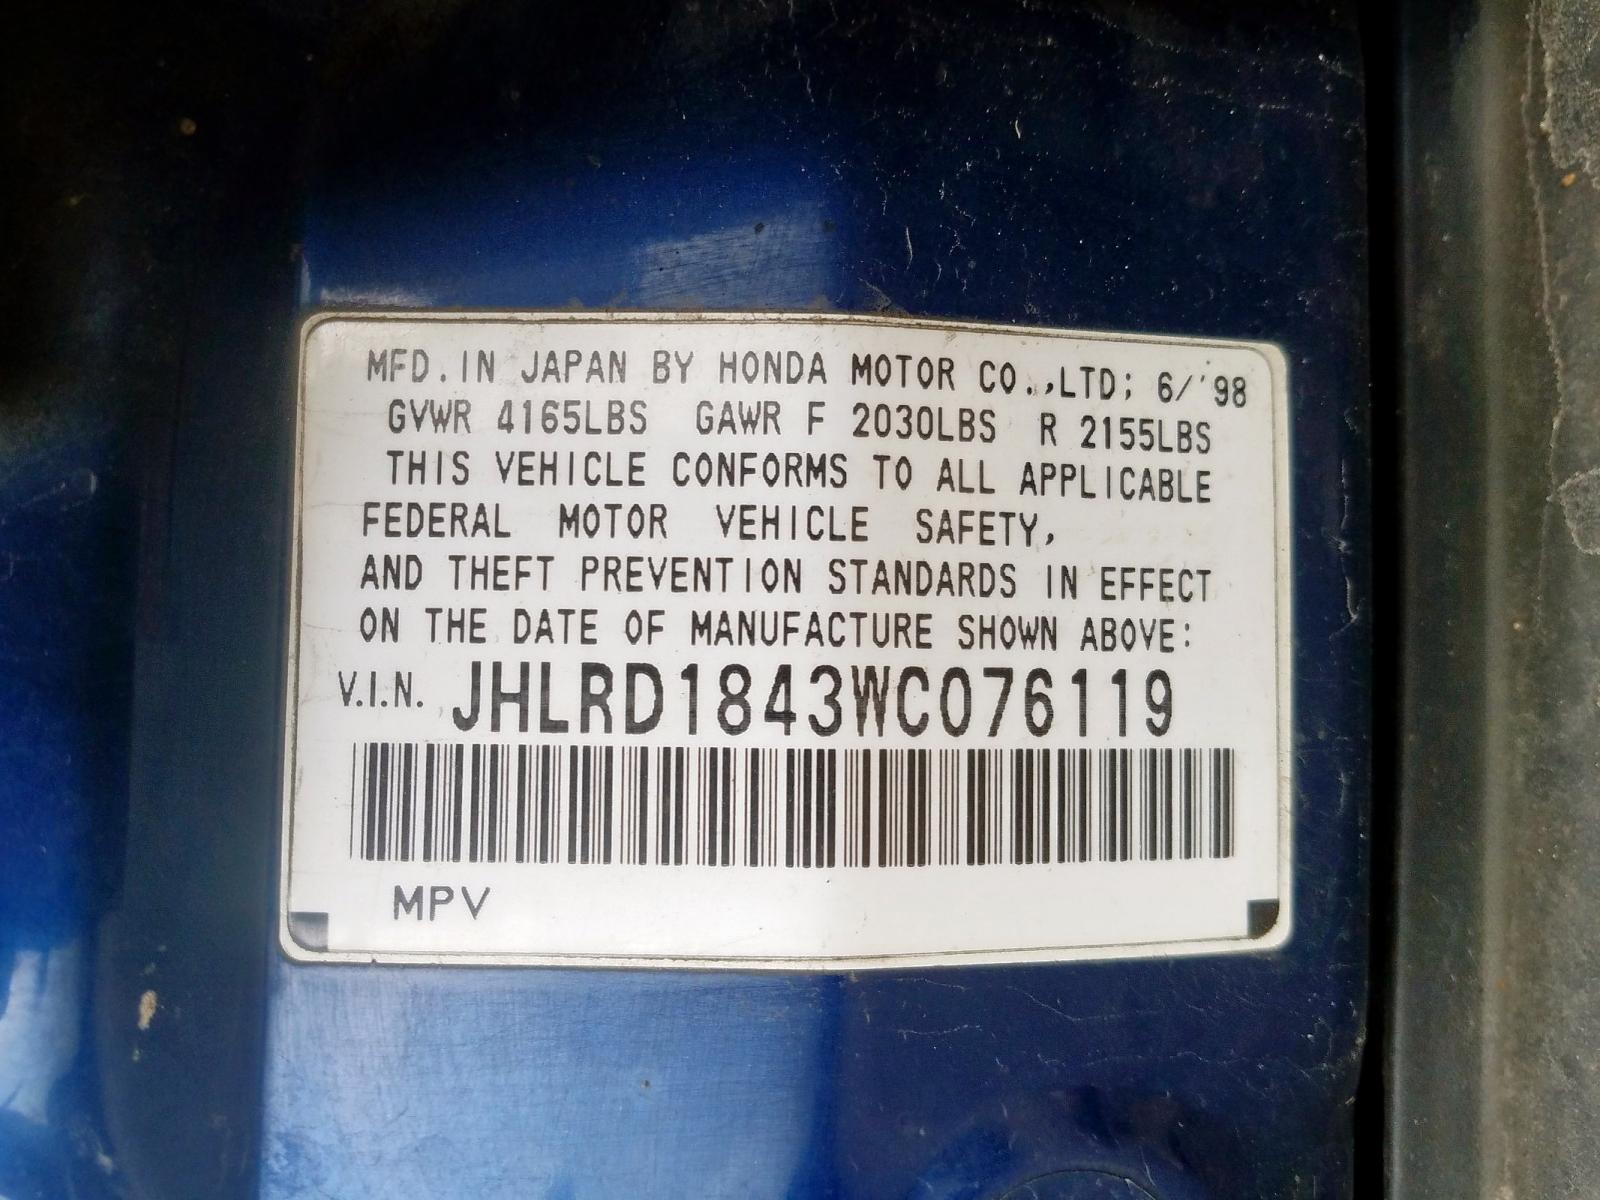 MFD. IN JAPAN BY HONDA MOTOR CO.,LTD; 6/'98
GVWR 4165LBS GAWR F 2030LBS R 2155LBS
THIS VEHICLE CONFORMS TO ALL APPLICABLE
FEDERAL MOTOR VEHICLE SAFETY,
AND THEFT PREVENTION STANDARDS IN EFFECT
ON THE DATE OF MANUFACTURE SHOWN ABOVE:
V.I.N. JHLRD1843WC076119
MPV